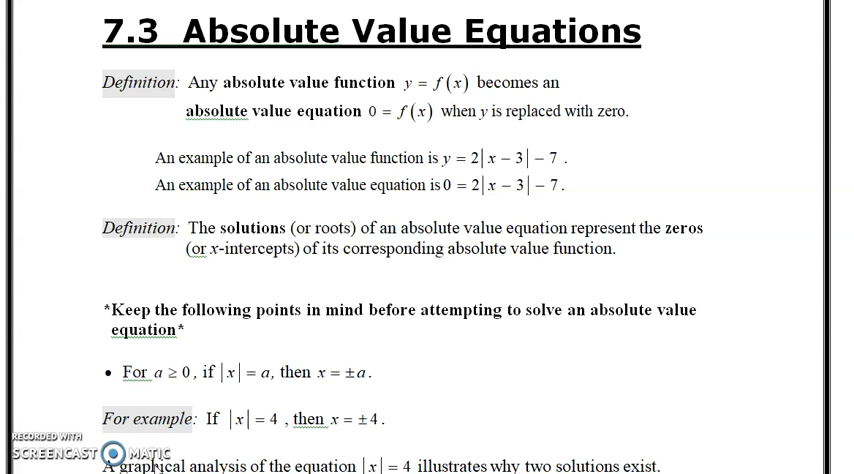 7.3 Absolute Value Equations
Definition: Any absolute value function y = f(x) becomes an
absolute value equation 0 = f(x) when y is replaced with zero.
An example of an absolute value function is y = 2|x − 3| − 7 .
An example of an absolute value equation is 0 = 2|x − 3| − 7.
Definition: The solutions (or roots) of an absolute value equation represent the zeros
(or x-intercepts) of its corresponding absolute value function.
*Keep the following points in mind before attempting to solve an absolute value
equation*
• For a ≥ 0, if |x| = a, then x = ±a.
For example: If |x| = 4 , then x = ±4.
RECORDED WITH
SCREENCAST MATIC
A graphical analysis of the equation |x| = 4 illustrates why two solutions exist.